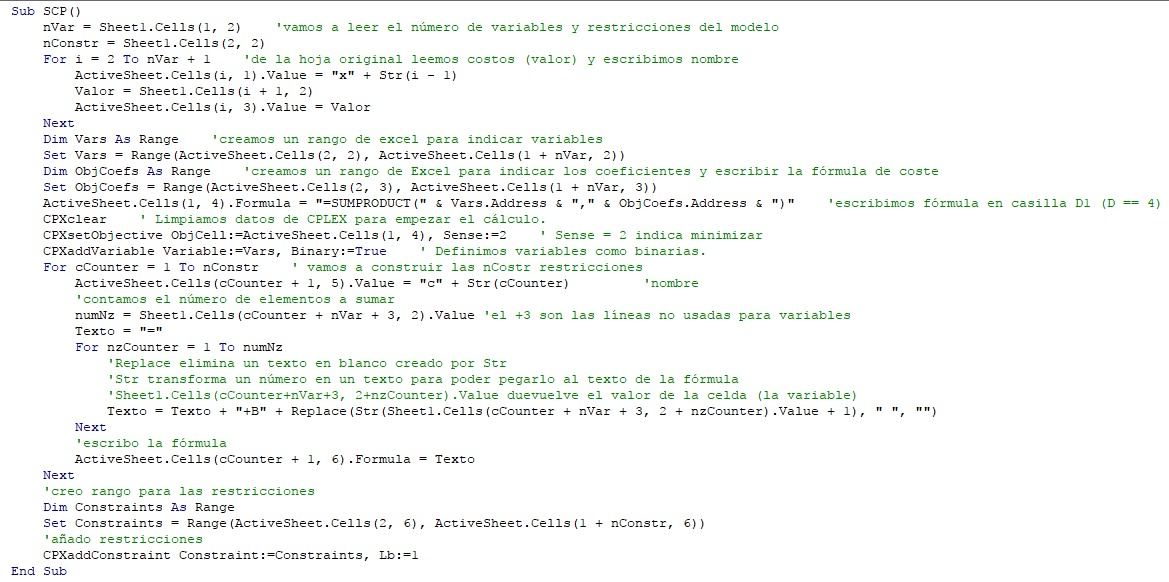 Sub SCP()
    nVar = Sheet1.Cells(1, 2)    'vamos a leer el número de variables y restricciones del modelo
    nConstr = Sheet1.Cells(2, 2)
    For i = 2 To nVar + 1    'de la hoja original leemos costos (valor) y escribimos nombre
        ActiveSheet.Cells(i, 1).Value = "x" + Str(i - 1)
        Valor = Sheet1.Cells(i + 1, 2)
        ActiveSheet.Cells(i, 3).Value = Valor
    Next
    Dim Vars As Range    'creamos un rango de excel para indicar variables
    Set Vars = Range(ActiveSheet.Cells(2, 2), ActiveSheet.Cells(1 + nVar, 2))
    Dim ObjCoefs As Range    'creamos un rango de Excel para indicar los coeficientes y escribir la fórmula de coste
    Set ObjCoefs = Range(ActiveSheet.Cells(2, 3), ActiveSheet.Cells(1 + nVar, 3))
    ActiveSheet.Cells(1, 4).Formula = "=SUMPRODUCT(" & Vars.Address & "," & ObjCoefs.Address & ")"    'escribimos fórmula en casilla D1 (D == 4)
    CPXclear    ' Limpiamos datos de CPLEX para empezar el cálculo.
    CPXsetObjective ObjCell:=ActiveSheet.Cells(1, 4), Sense:=2    ' Sense = 2 indica minimizar
    CPXaddVariable Variable:=Vars, Binary:=True    ' Definimos variables como binarias.
    For cCounter = 1 To nConstr    ' vamos a construir las nCostr restricciones
        ActiveSheet.Cells(cCounter + 1, 5).Value = "c" + Str(cCounter)         'nombre
        'contamos el número de elementos a sumar
        numNz = Sheet1.Cells(cCounter + nVar + 3, 2).Value 'el +3 son las líneas no usadas para variables
        Texto = "="
        For nzCounter = 1 To numNz
            'Replace elimina un texto en blanco creado por Str
            'Str transforma un número en un texto para poder pegarlo al texto de la fórmula
            'Sheet1.Cells(cCounter+nVar+3, 2+nzCounter).Value duevuelve el valor de la celda (la variable)
            Texto = Texto + "+B" + Replace(Str(Sheet1.Cells(cCounter + nVar + 3, 2 + nzCounter).Value + 1), " ", "")
        Next
        'escribo la fórmula
        ActiveSheet.Cells(cCounter + 1, 6).Formula = Texto
    Next
    'creo rango para las restricciones
    Dim Constraints As Range
    Set Constraints = Range(ActiveSheet.Cells(2, 6), ActiveSheet.Cells(1 + nConstr, 6))
    'añado restricciones
    CPXaddConstraint Constraint:=Constraints, Lb:=1
End Sub